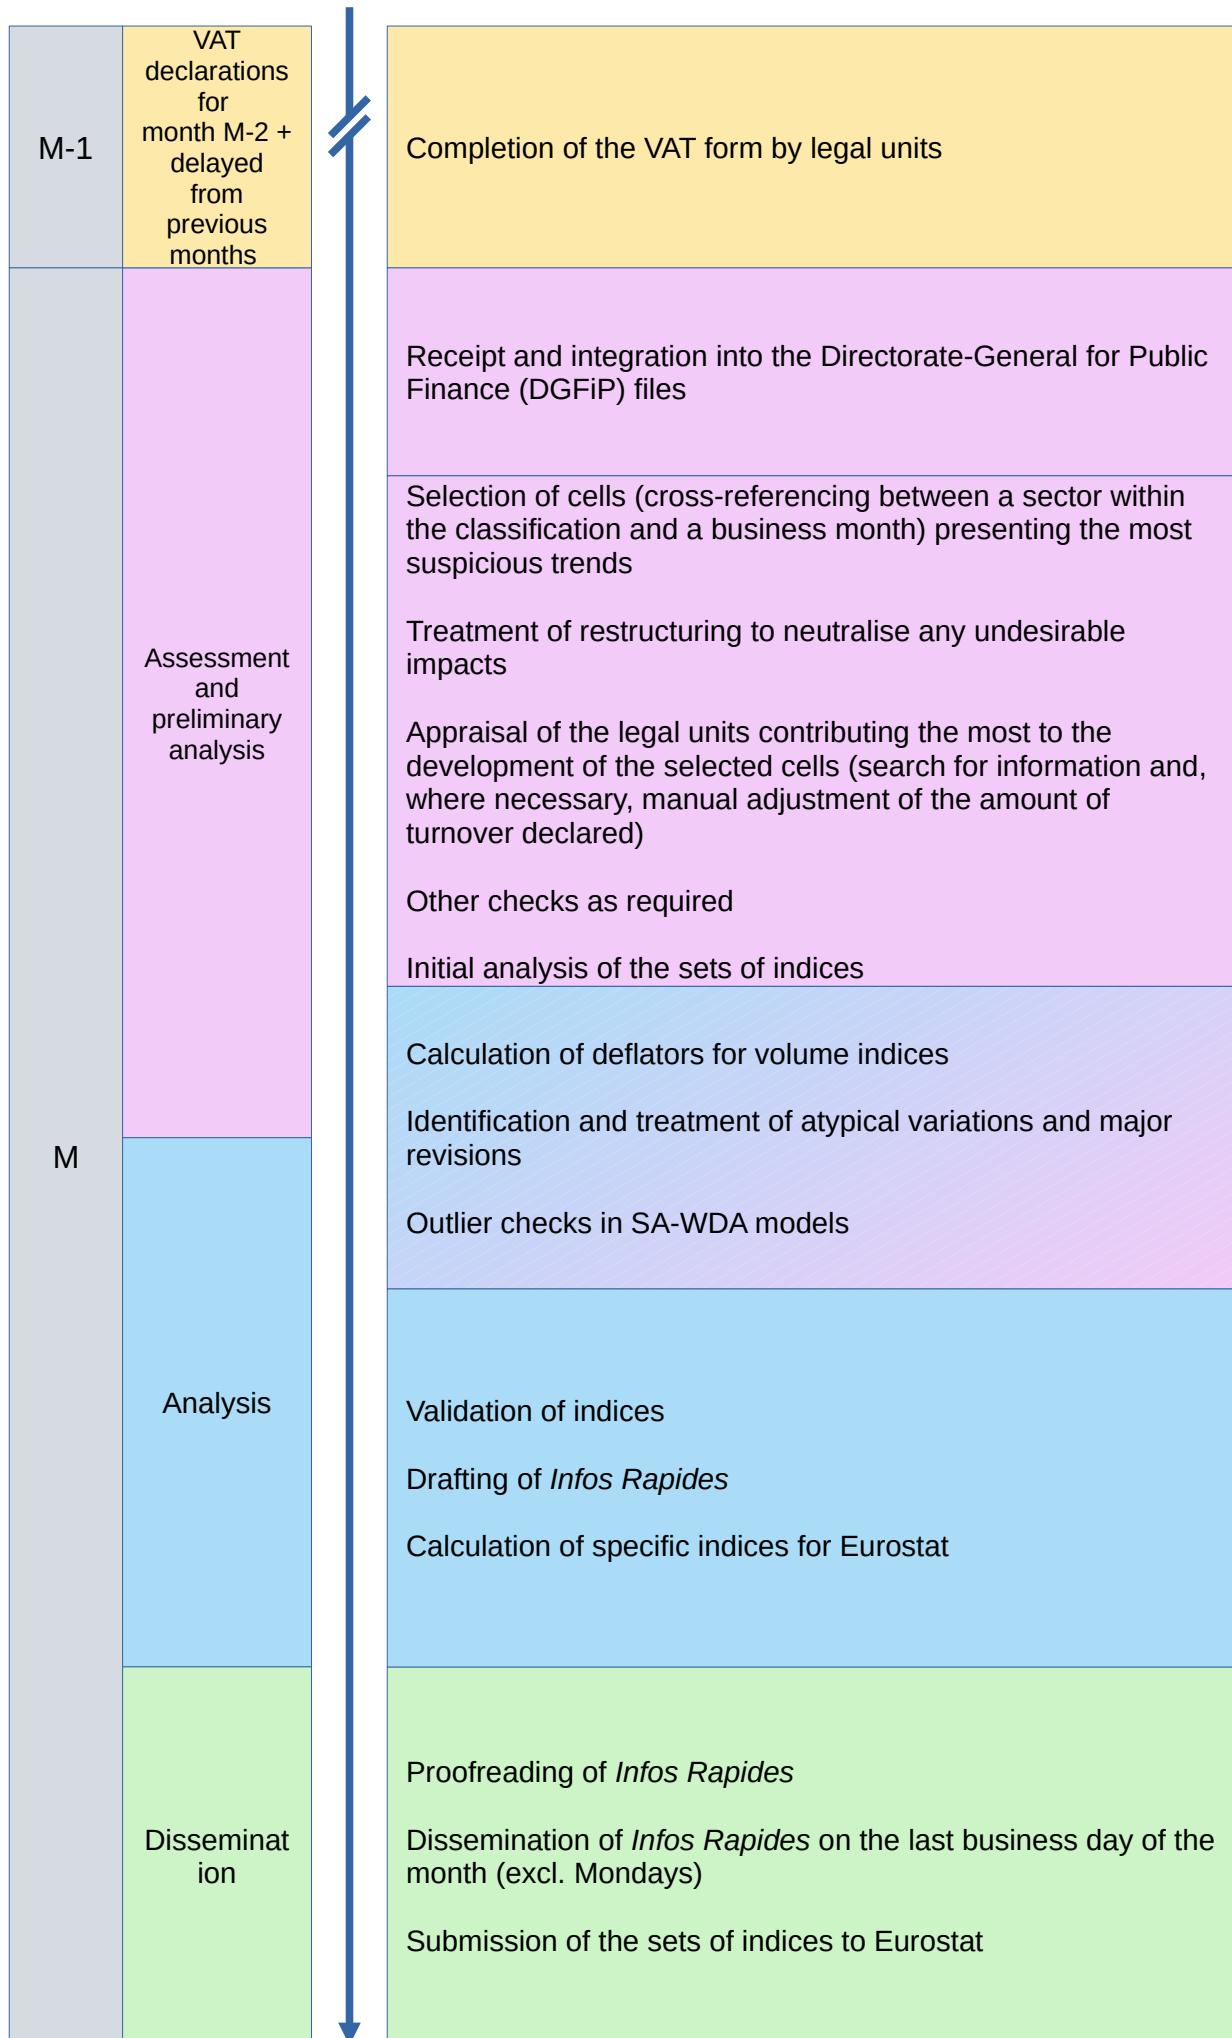 M-1
VAT
declarations
for
month M-2 +
delayed
from
previous
months
Completion of the VAT form by legal units
M
Assessment
and
preliminary
analysis
Receipt and integration into the Directorate-General for Public
Finance (DGFiP) files
Selection of cells (cross-referencing between a sector within
the classification and a business month) presenting the most
suspicious trends
Treatment of restructuring to neutralise any undesirable
impacts
Appraisal of the legal units contributing the most to the
development of the selected cells (search for information and,
where necessary, manual adjustment of the amount of
turnover declared)
Other checks as required
Initial analysis of the sets of indices
Calculation of deflators for volume indices
Identification and treatment of atypical variations and major
revisions
Outlier checks in SA-WDA models
Analysis
Validation of indices
Drafting of Infos Rapides
Calculation of specific indices for Eurostat
Disseminat
ion
Proofreading of Infos Rapides
Dissemination of Infos Rapides on the last business day of the
month (excl. Mondays)
Submission of the sets of indices to Eurostat